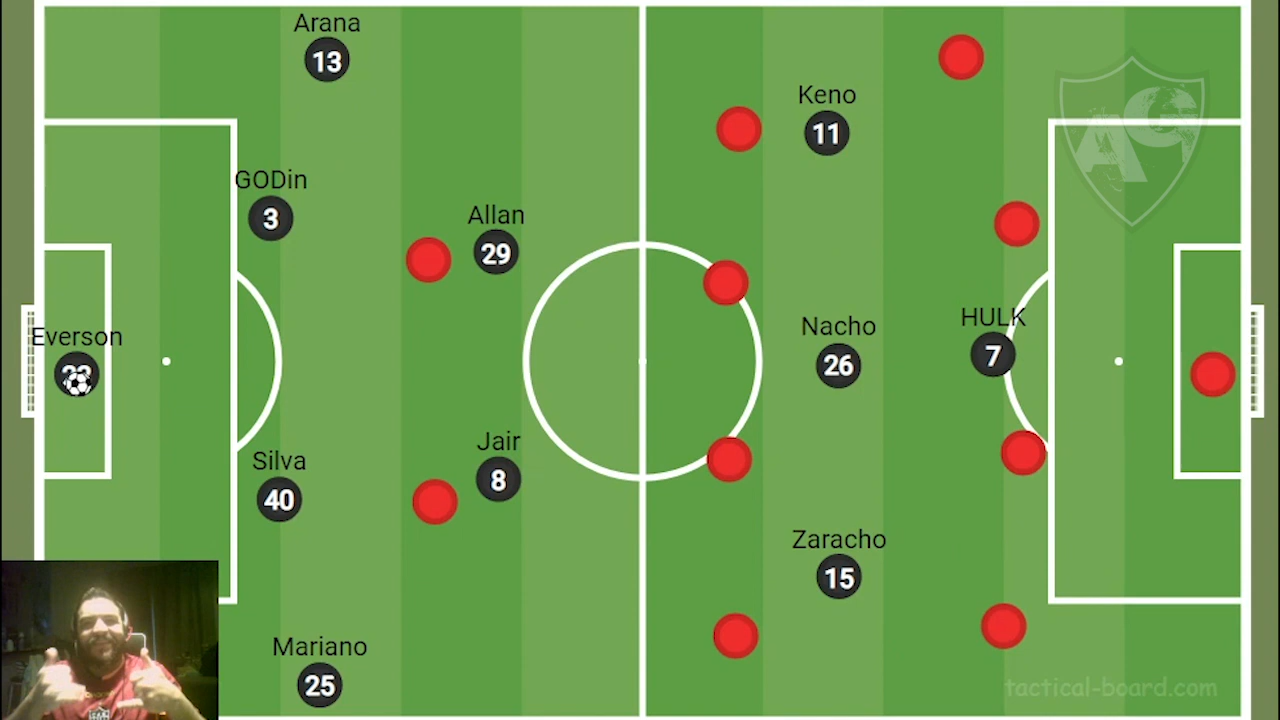 Arana
13
Keno
11
GODin
3
Allan
29
Everson
Nacho
26
HULK
7
Silva
40
Jair
8
Zaracho
15
Mariano
25
AG
tactical-board.com